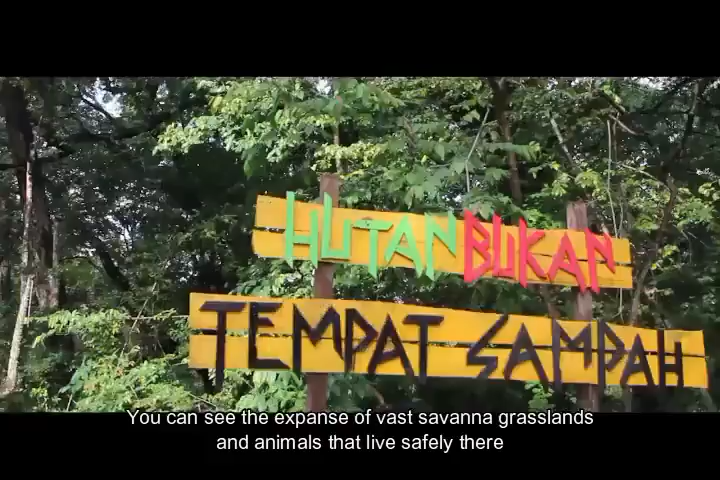 HUTAN BUKAN
TEMPAT SAMPAH
You can see the expanse of vast savanna grasslands
and animals that live safely there